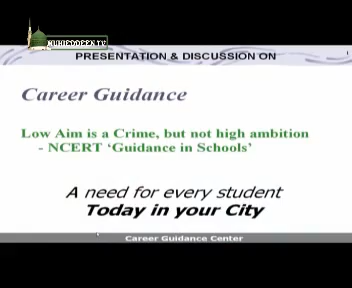 MUHIEDDEEN TV
PRESENTATION & DISCUSSION ON
Career Guidance
Low Aim is a Crime, but not high ambition
- NCERT ‘Guidance in Schools’
A need for every student
Today in your City
Career Guidance Center